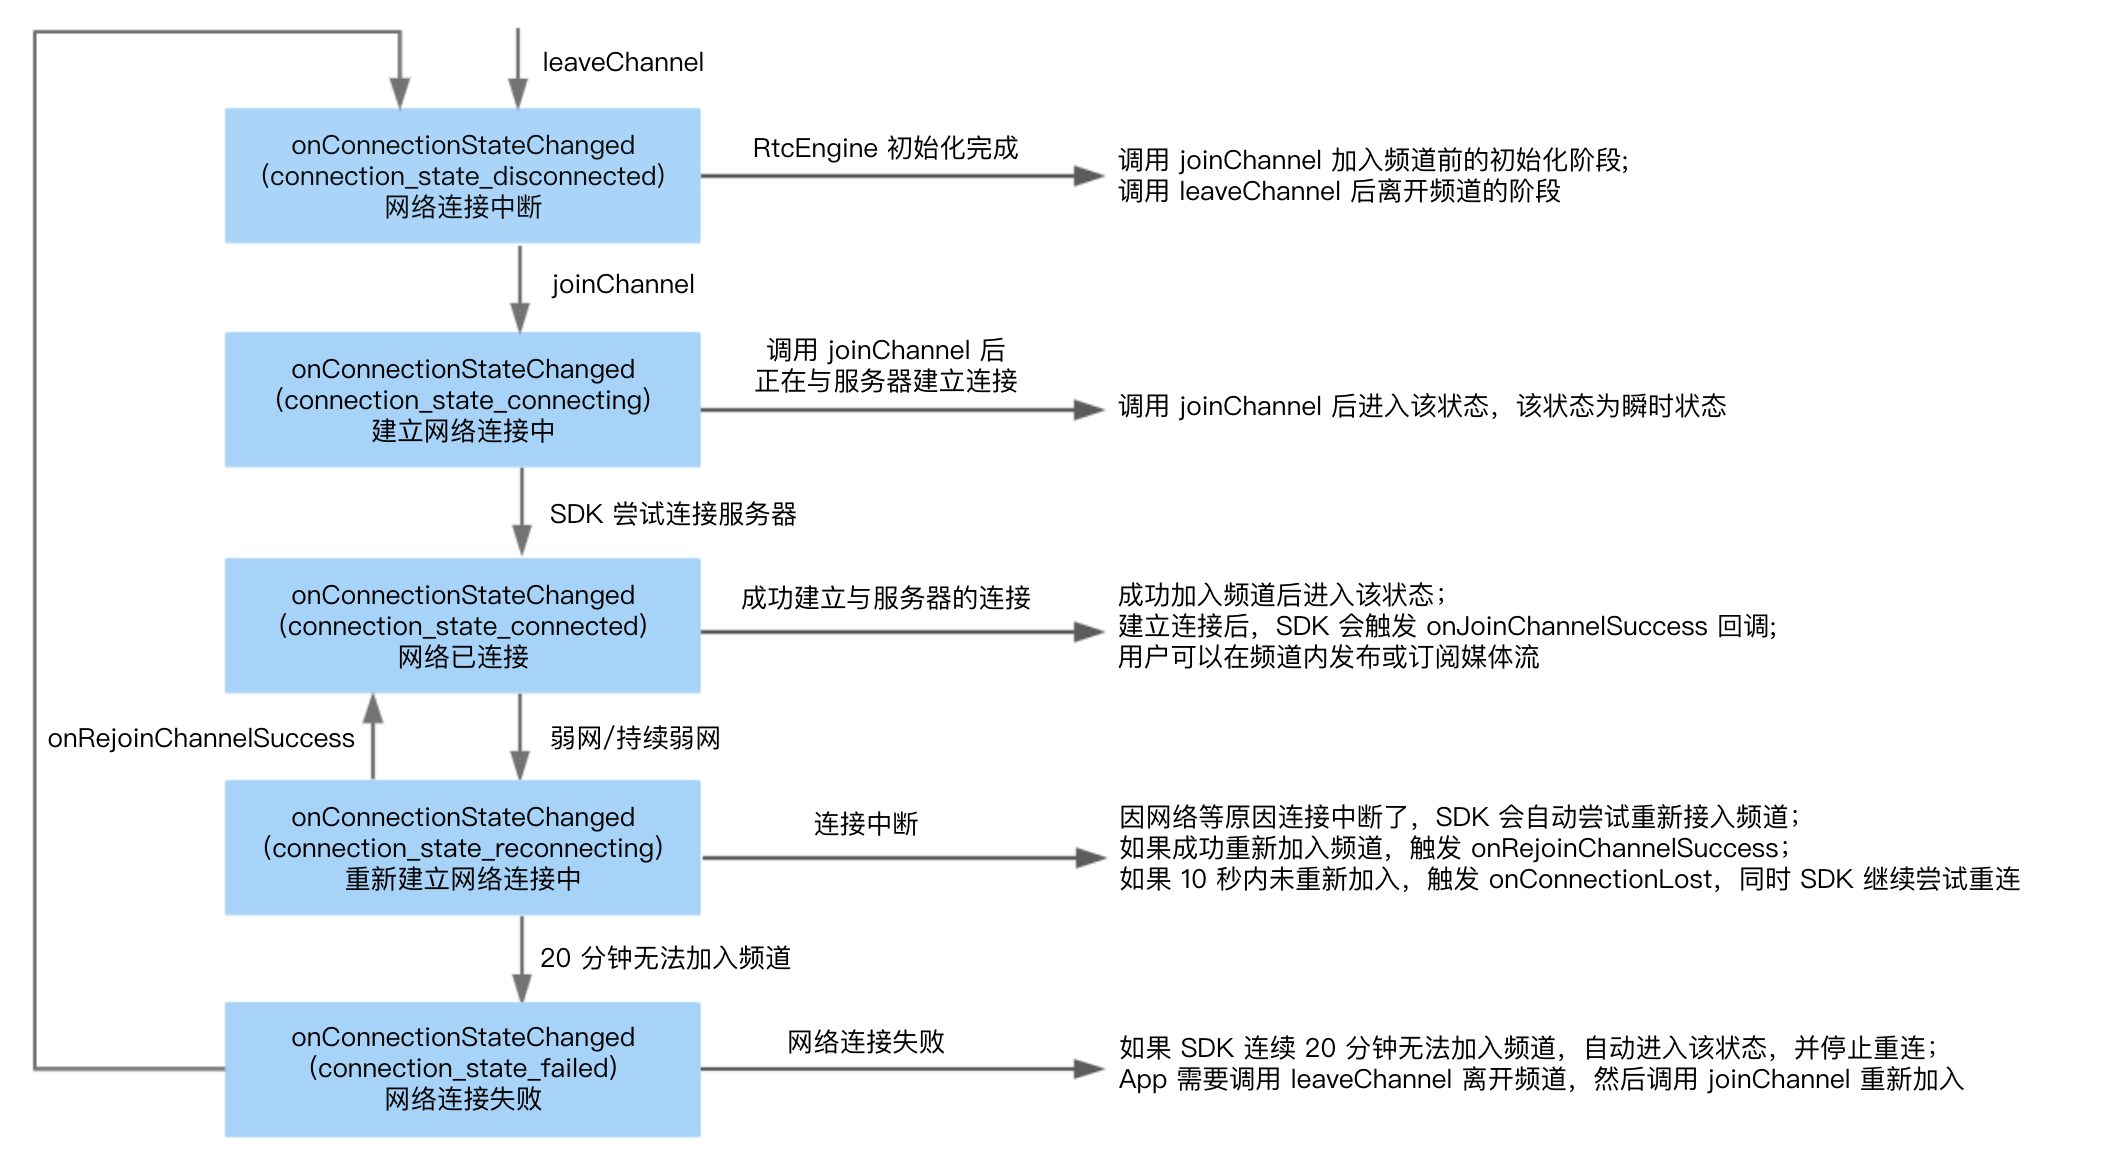 leaveChannel
onConnectionStateChanged
(connection_state_disconnected)
网络连接中断
RtcEngine 初始化完成
调用 joinChannel 加入频道前的初始化阶段;
调用 leaveChannel 后离开频道的阶段
joinChannel
onConnectionStateChanged
(connection_state_connecting)
建立网络连接中
调用 joinChannel 后
正在与服务器建立连接
调用 joinChannel 后进入该状态，该状态为瞬时状态
SDK 尝试连接服务器
onConnectionStateChanged
(connection_state_connected)
网络已连接
成功建立与服务器的连接
成功加入频道后进入该状态；
建立连接后，SDK 会触发 onJoinChannelSuccess 回调;
用户可以在频道内发布或订阅媒体流
onRejoinChannelSuccess
弱网/持续弱网
onConnectionStateChanged
(connection_state_reconnecting)
重新建立网络连接中
连接中断
因网络等原因连接中断了，SDK 会自动尝试重新接入频道；
如果成功重新加入频道，触发 onRejoinChannelSuccess；
如果 10 秒内未重新加入，触发 onConnectionLost，同时 SDK 继续尝试重连
20 分钟无法加入频道
onConnectionStateChanged
(connection_state_failed)
网络连接失败
网络连接失败
如果 SDK 连续 20 分钟无法加入频道，自动进入该状态，并停止重连；
App 需要调用 leaveChannel 离开频道，然后调用 joinChannel 重新加入